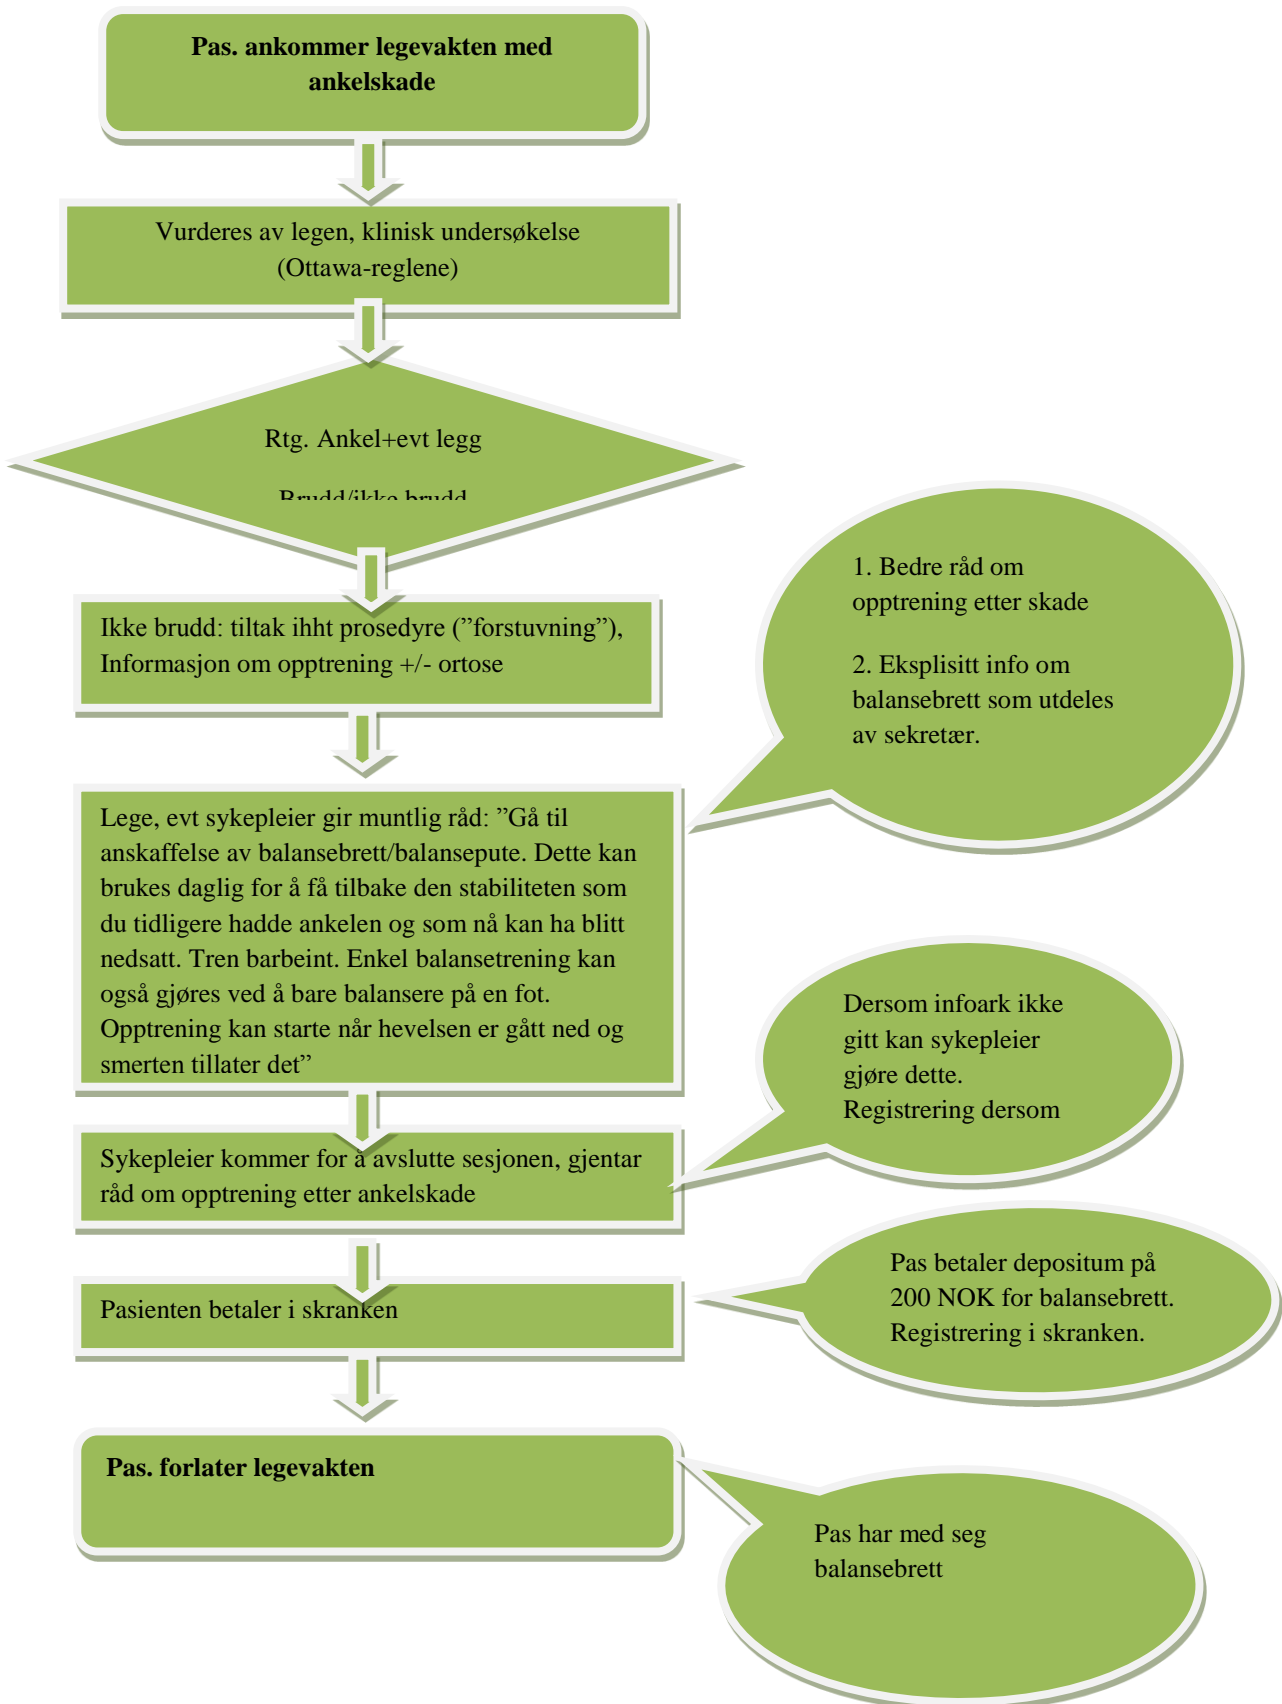 Pas. ankommer legevakten med
ankelskade
Vurderes av legen, klinisk undersøkelse
(Ottawa-reglene)
Rtg. Ankel+evt legg
Brudd/ikke brudd
Ikke brudd: tiltak ihht prosedyre (”forstuvning”),
Informasjon om opptrening +/- ortose
1. Bedre råd om
opptrening etter skade
2. Eksplisitt info om
balansebrett som utdeles
av sekretær.
Lege, evt sykepleier gir muntlig råd: ”Gå til
anskaffelse av balansebrett/balansepute. Dette kan
brukes daglig for å få tilbake den stabiliteten som
du tidligere hadde ankelen og som nå kan ha blitt
nedsatt. Tren barbeint. Enkel balansetrening kan
også gjøres ved å bare balansere på en fot.
Opptrening kan starte når hevelsen er gått ned og
smerten tillater det”
Dersom infoark ikke
gitt kan sykepleier
gjøre dette.
Registrering dersom
Sykepleier kommer for å avslutte sesjonen, gjentar
råd om opptrening etter ankelskade
Pas betaler depositum på
200 NOK for balansebrett.
Registrering i skranken.
Pasienten betaler i skranken
Pas. forlater legevakten
Pas har med seg
balansebrett